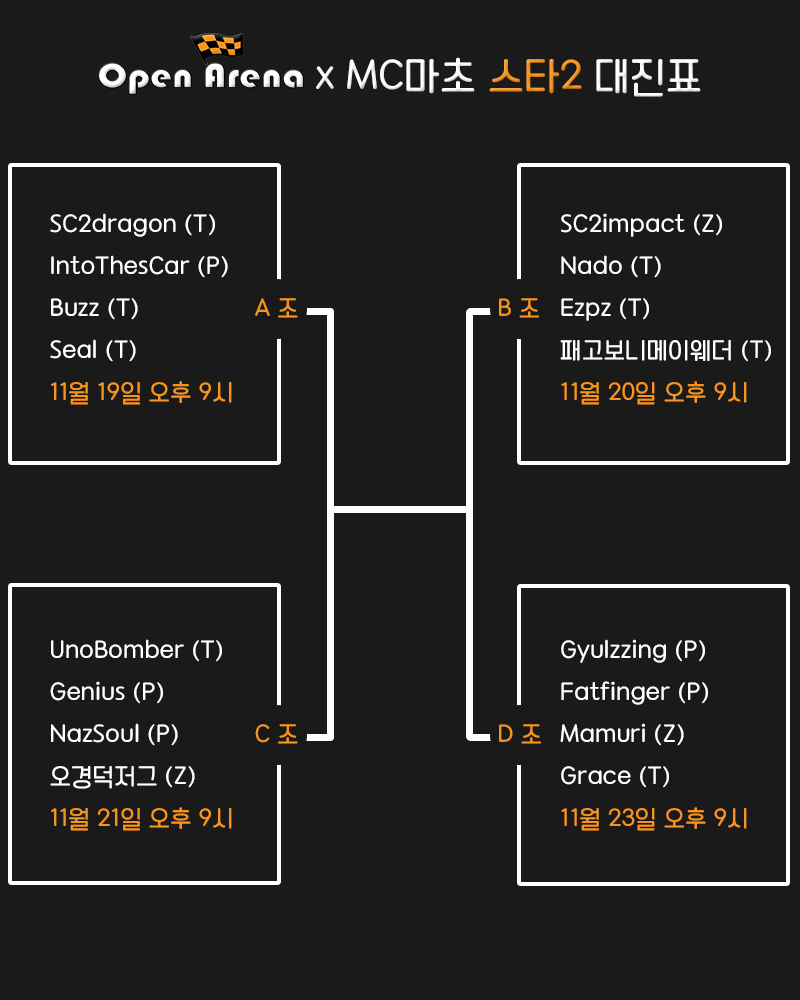 Open Arena x MC마초 스타2 대진표
SC2dragon (T)
IntoThesCar (P)
Buzz (T)
Seal (T)
11월 19일 오후 9시
A 조
SC2impact (Z)
Nado (T)
Ezpz (T)
패고보니메이웨더 (T)
11월 20일 오후 9시
B 조
UnoBomber (T)
Genius (P)
NazSoul (P)
오경덕저그 (Z)
11월 21일 오후 9시
C 조
Gyulzzing (P)
Fatfinger (P)
Mamuri (Z)
Grace (T)
11월 23일 오후 9시
D 조